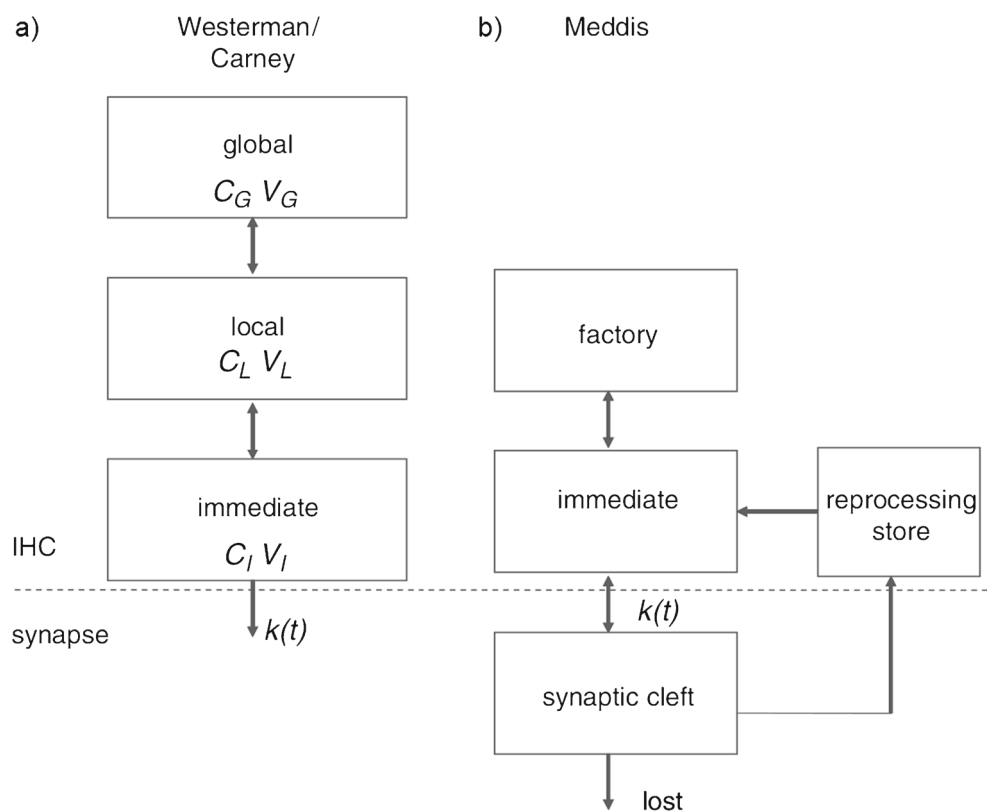 a)
Westerman/
Carney
global
C_G V_G
local
C_L V_L
immediate
C_I V_I
IHC
synapse
k(t)
b)
Meddis
factory
immediate
reprocessing
store
k(t)
synaptic cleft
lost